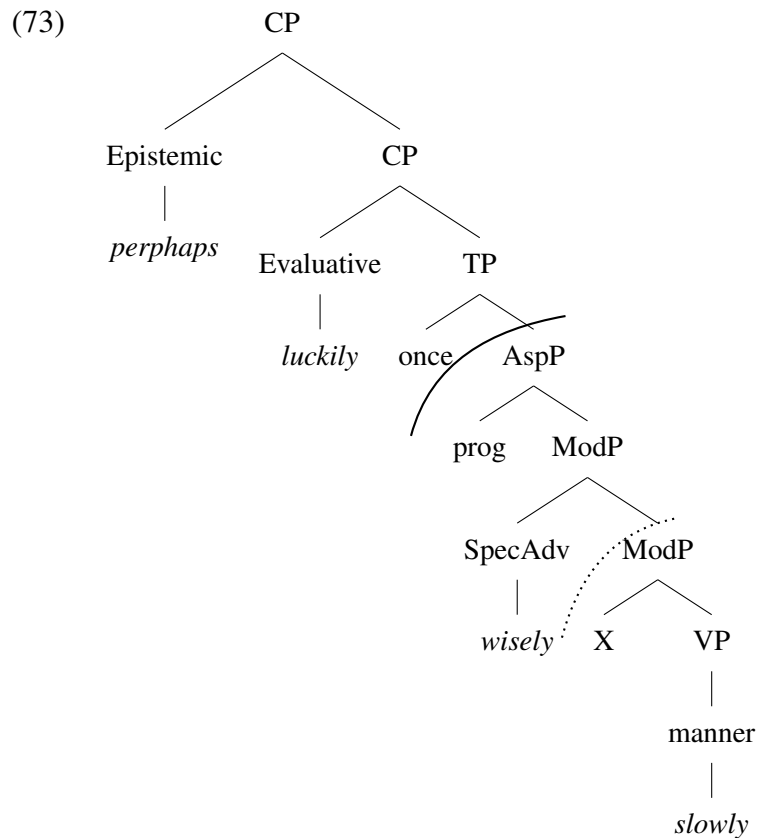 (73) CP
Epistemic CP
perphaps
Evaluative TP
luckily once AspP
prog ModP
SpecAdv ModP
wisely X VP
manner
slowly